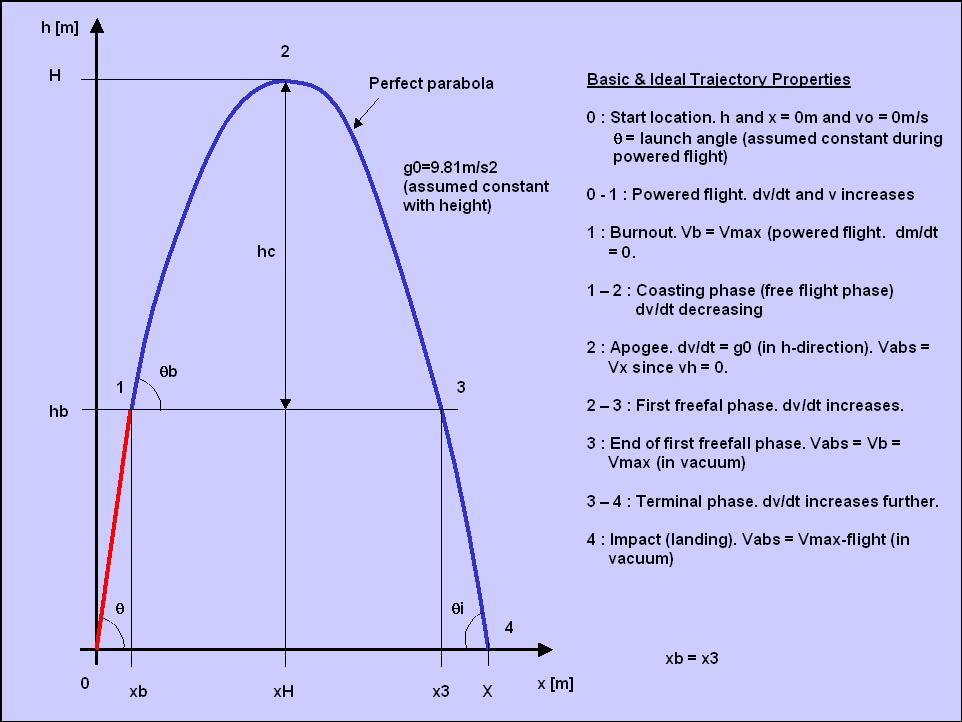 h [m]
2
H
Perfect parabola
g0=9.81m/s2
(assumed constant
with height)
hc
θb
1
3
hb
θ
θi
4
0
xb
xH
x3
X
x [m]
Basic & Ideal Trajectory Properties
0 : Start location. h and x = 0m and vo = 0m/s
θ = launch angle (assumed constant during
powered flight)
0 - 1 : Powered flight. dv/dt and v increases
1 : Burnout. Vb = Vmax (powered flight. dm/dt
= 0.
1 – 2 : Coasting phase (free flight phase)
dv/dt decreasing
2 : Apogee. dv/dt = g0 (in h-direction). Vabs =
Vx since vh = 0.
2 – 3 : First freefal phase. dv/dt increases.
3 : End of first freefall phase. Vabs = Vb =
Vmax (in vacuum)
3 – 4 : Terminal phase. dv/dt increases further.
4 : Impact (landing). Vabs = Vmax-flight (in
vacuum)
xb = x3